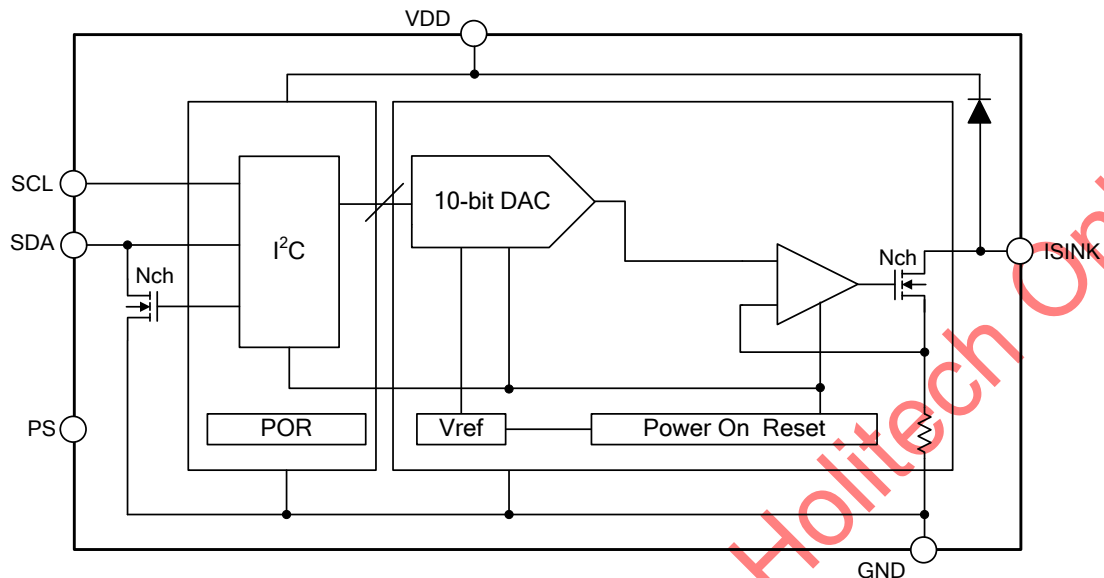 VDD
SCL
10-bit DAC
SDA
I²C
Nch
Nch
ISINK
PS
POR
Vref
Power On Reset
GND
Holitech